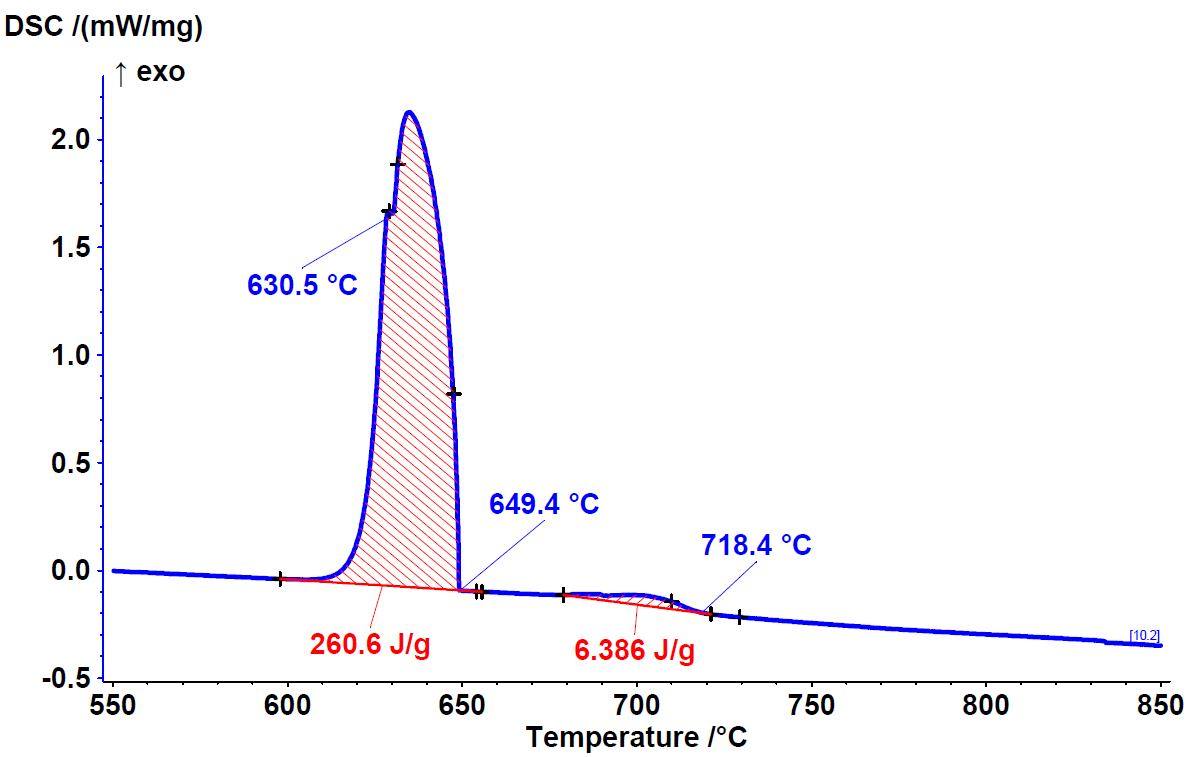 DSC /(mW/mg)
↑ exo
2.0
1.5
1.0
0.5
0.0
-0.5
630.5 °C
649.4 °C
718.4 °C
260.6 J/g
6.386 J/g
[10.2]
550
600
650
700
750
800
850
Temperature /°C